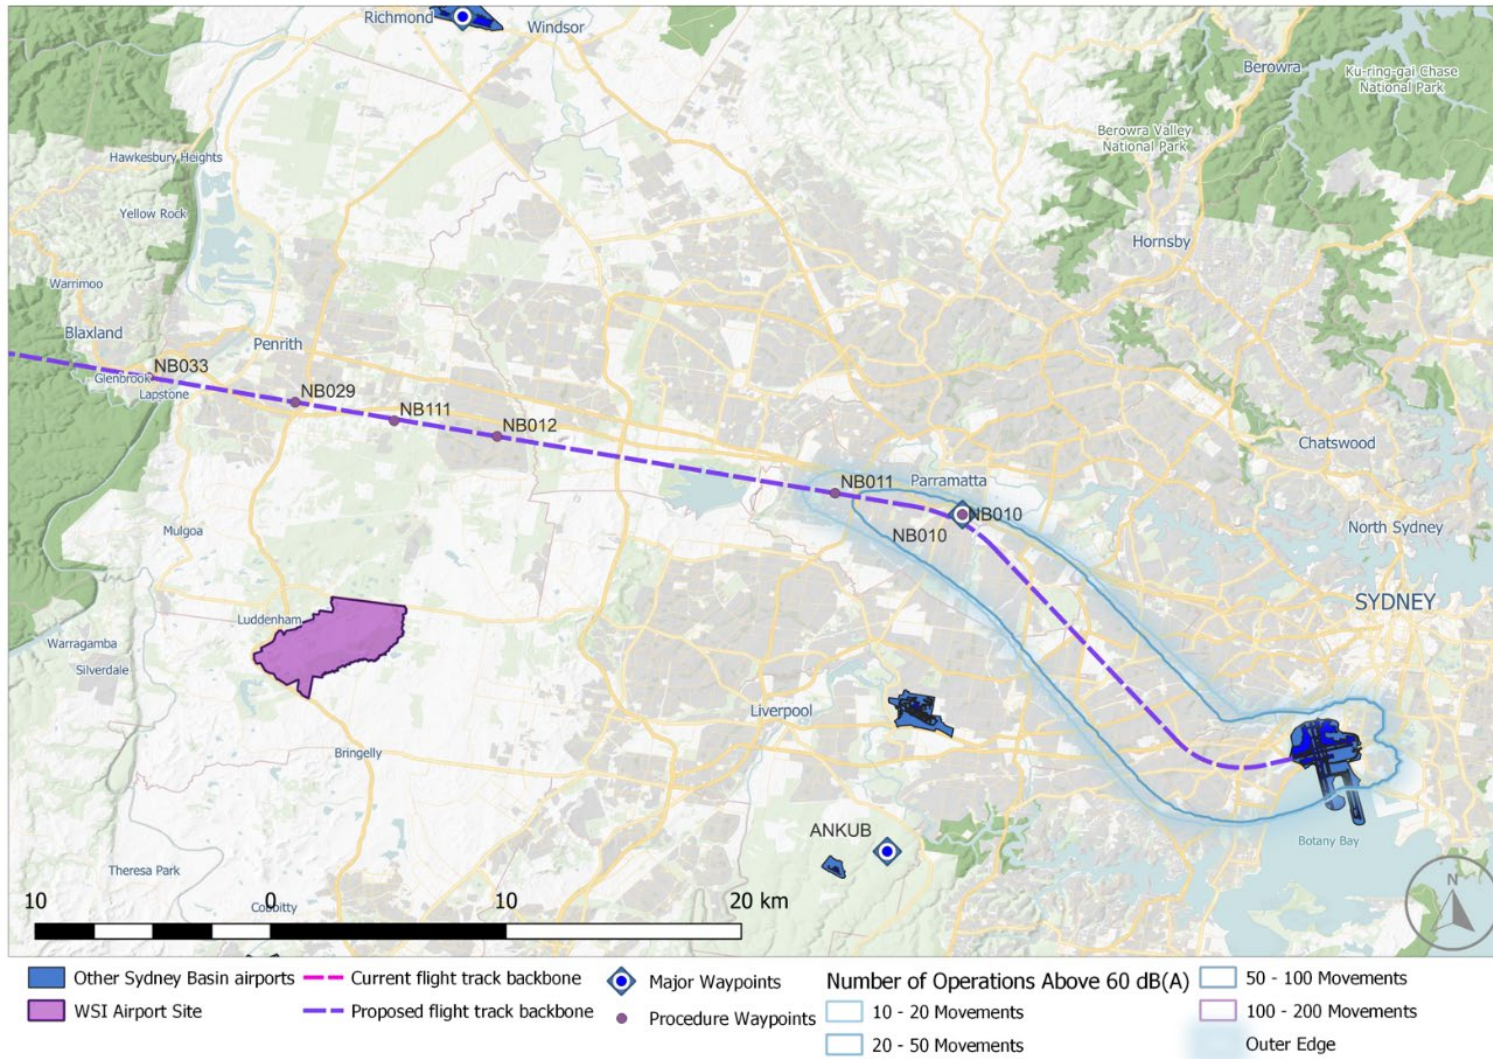 Richmond
Windsor
Berowra
Ku-ring-gai Chase
National Park
Berowra Valley
National Park
Hawkesbury Heights
Yellow Rock
Hornsby
Warrimoo
Blaxland
Penrith
NB033
Glenbrook
Lapstone
NB029
NB111
NB012
Chatswood
NB011
Parramatta
NB010
NB010
North Sydney
Mulgoa
SYDNEY
Luddenham
Warragamba
Silverdale
Liverpool
Bringelly
ANKUB
Botany Bay
Theresa Park
N
10 0 10 20 km
Cobbitty
Other Sydney Basin airports
WSI Airport Site
Current flight track backbone
Proposed flight track backbone
Major Waypoints
Procedure Waypoints
Number of Operations Above 60 dB(A)
10 - 20 Movements
20 - 50 Movements
50 - 100 Movements
100 - 200 Movements
Outer Edge